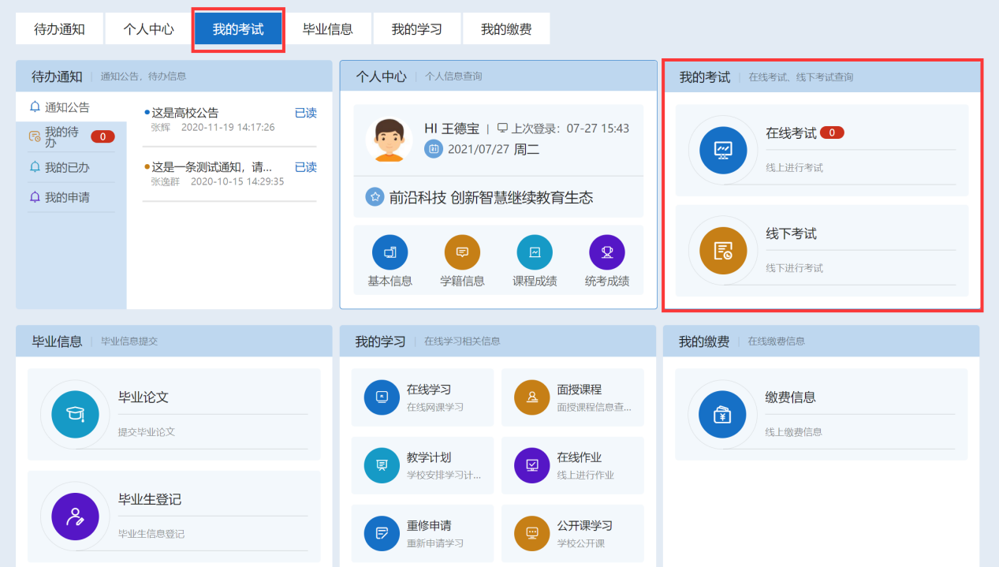 待办通知 个人中心 我的考试 毕业信息 我的学习 我的缴费
待办通知 通知公告，待办信息
通知公告
我的待办 0
我的已办
我的申请
这是高校公告 已读
张辉 2020-11-19 14:17:26
这是一条测试通知，请... 已读
张逸群 2020-10-15 14:29:35
个人中心 个人信息查询
HI 王德宝 | 上次登录：07-27 15:43
2021/07/27 周二
前沿科技 创新智慧继续教育生态
基本信息 学籍信息 课程成绩 统考成绩
我的考试 在线考试、线下考试查询
在线考试 0
线上进行考试
线下考试
线下进行考试
毕业信息 毕业信息提交
毕业论文
提交毕业论文
毕业生登记
毕业生信息登记
我的学习 在线学习相关信息
在线学习
在线网课学习
面授课程
面授课程信息查...
教学计划
学校安排学习计...
在线作业
线上进行作业
重修申请
重新申请学习
公开课学习
学校公开课
我的缴费 在线缴费信息
缴费信息
线上缴费信息